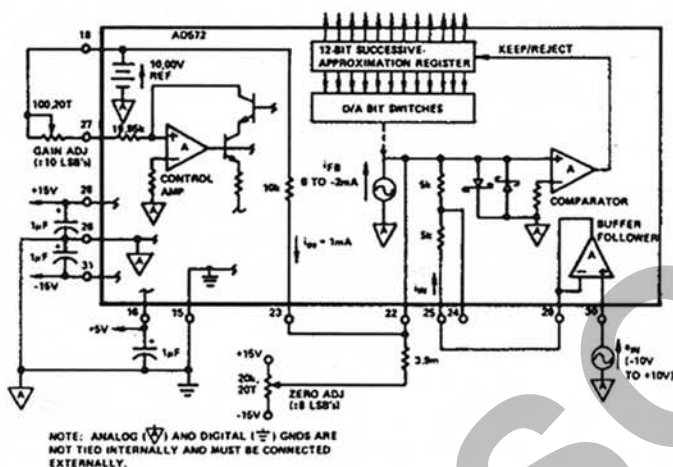 18
AD572
10,00V
REF
12-BIT SUCCESSIVE-
APPROXIMATION REGISTER
KEEP/REJECT
D/A BIT SWITCHES
100,20T
27
GAIN ADJ
(±10 LSB's)
A
CONTROL
AMP
10k
iFB
0 TO -2mA
5k
5k
A
COMPARATOR
BUFFER
FOLLOWER
A
+15V
28
1μF
26
1μF
-15V
31
= 1mA
iIN
16
15
23
22
25
24
29
30
+5V
1μF
+15V
20k,
20T
-15V
ZERO ADJ
(±8 LSB's)
3.9m
eIN
(-10V
TO +10V)
NOTE: ANALOG (A) AND DIGITAL ( ) GNDS ARE
NOT TIED INTERNALLY AND MUST BE CONNECTED
EXTERNALLY.